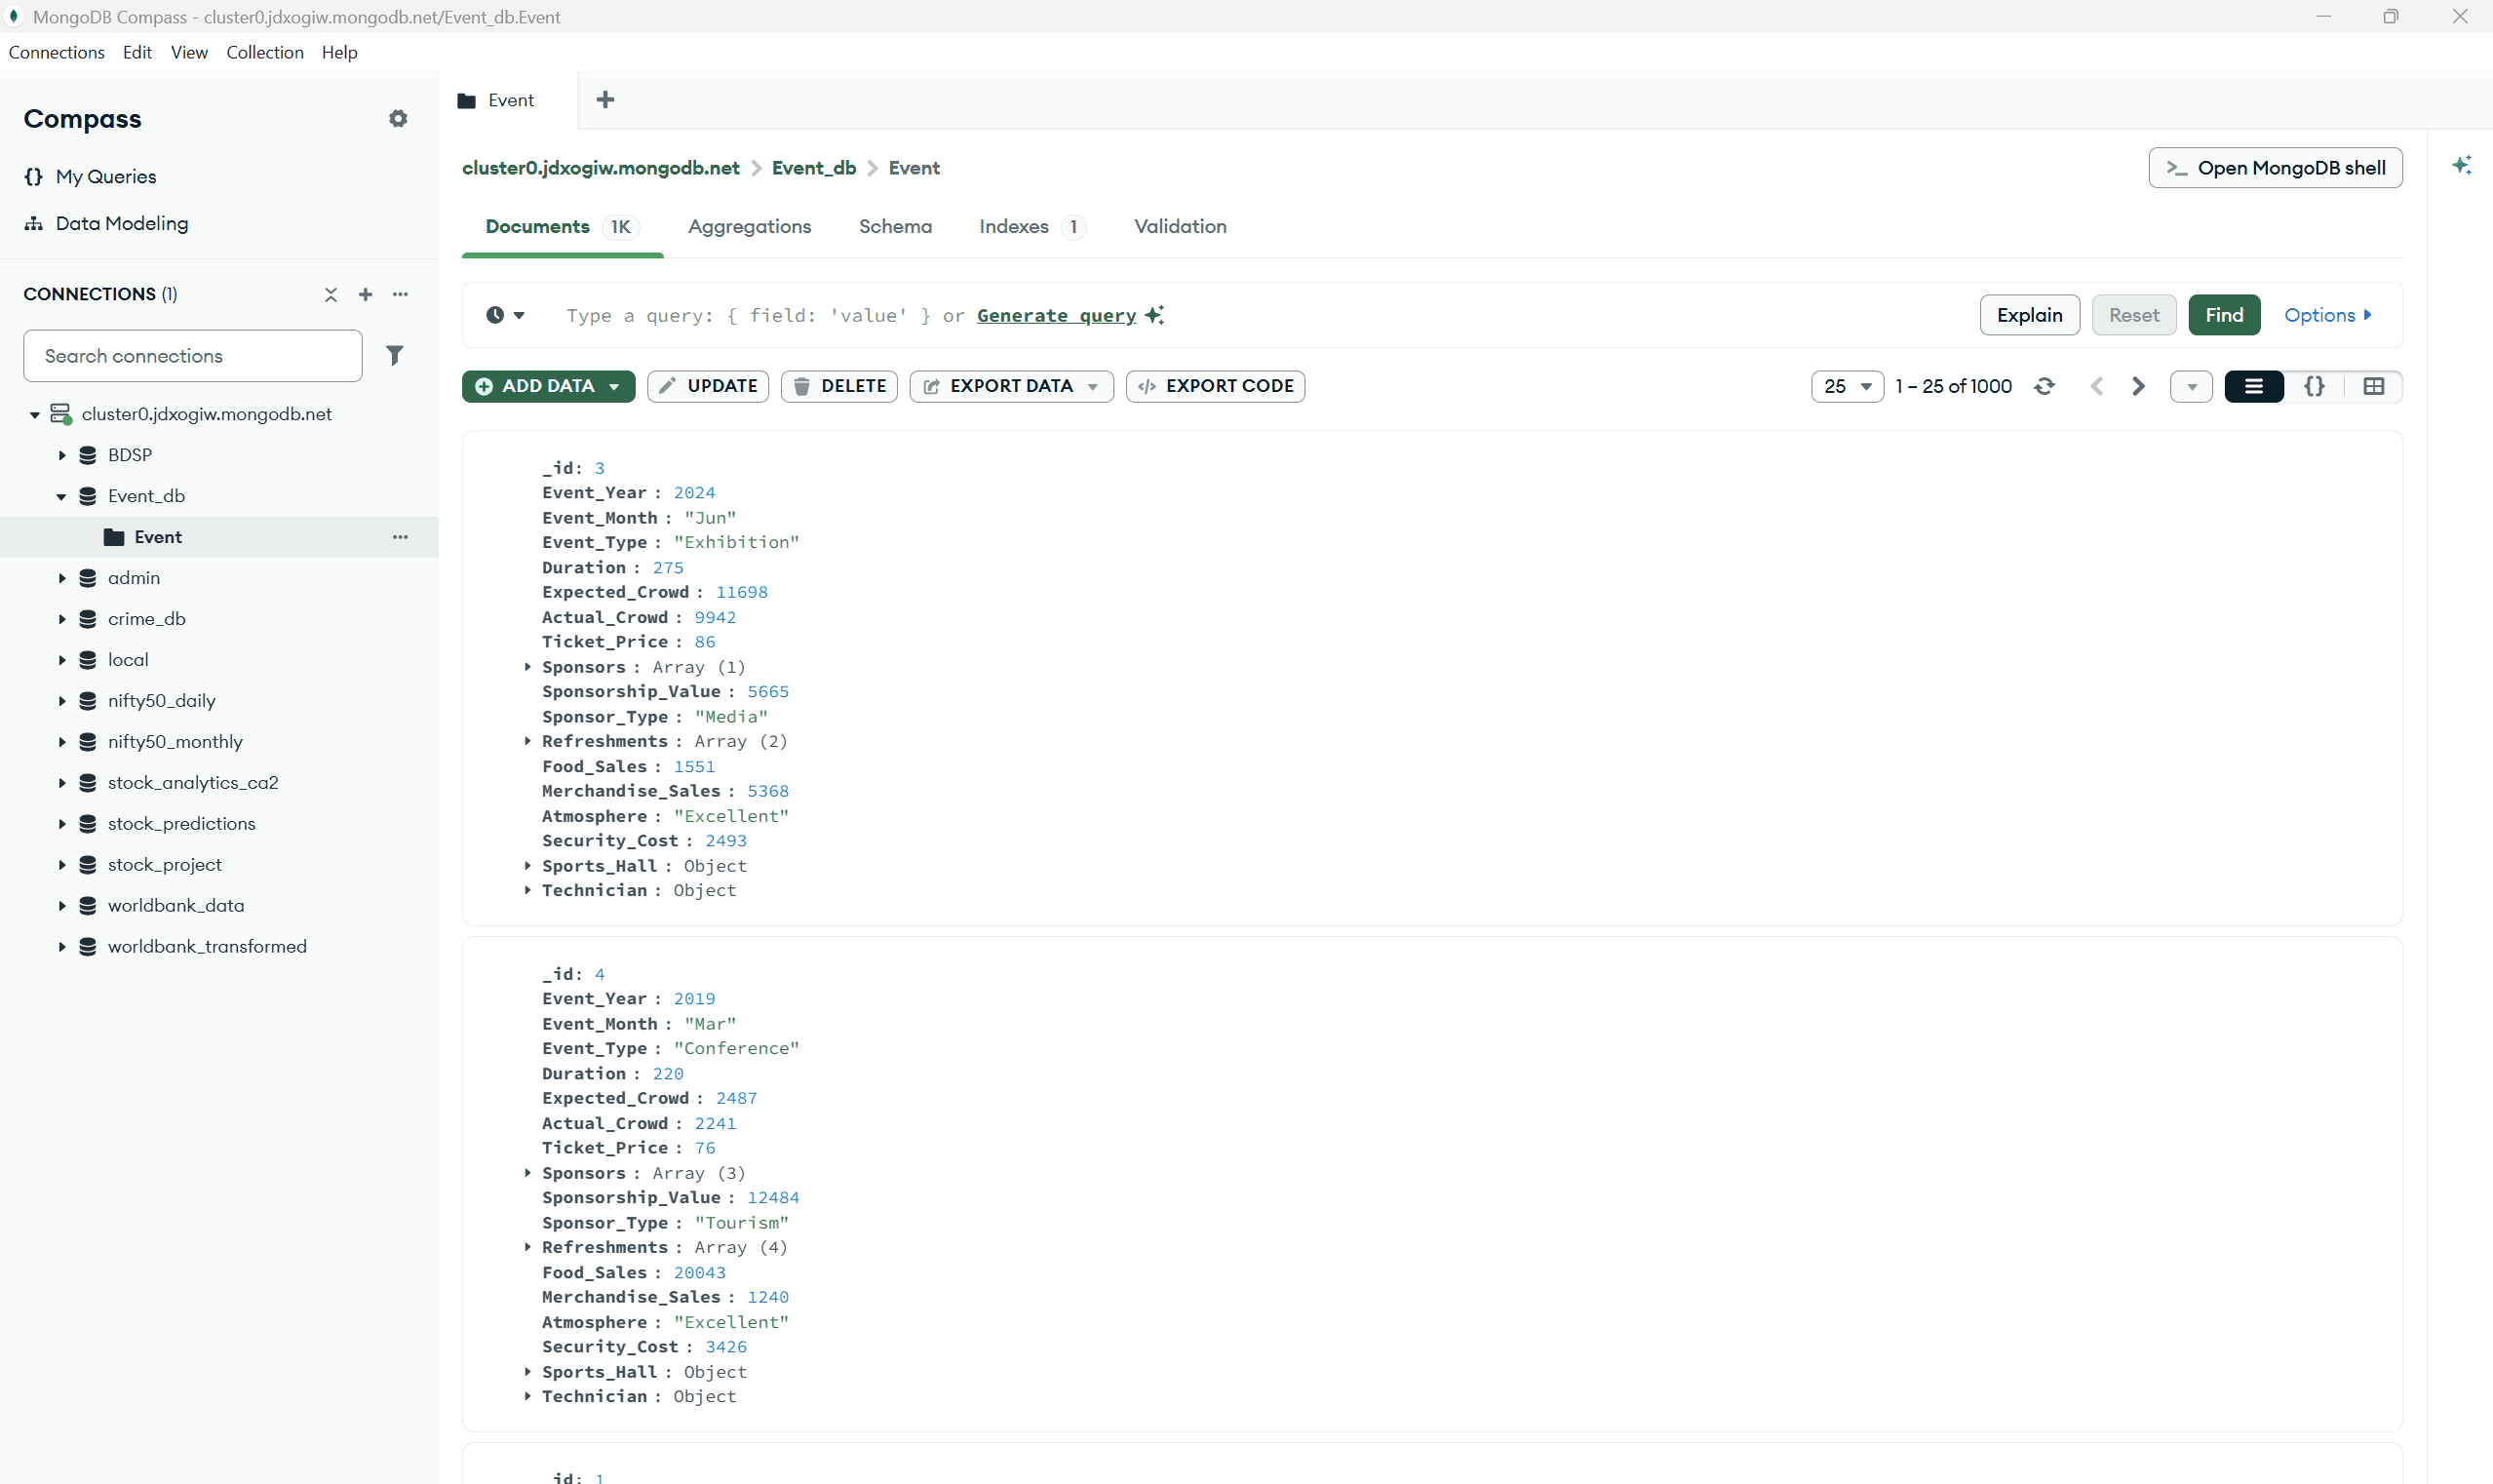 MongoDB Compass - cluster0.jdxogiw.mongodb.net/Event_db.Event
Connections Edit View Collection Help
Compass
My Queries
Data Modeling
CONNECTIONS (1)
Search connections
cluster0.jdxogiw.mongodb.net
BDSP
Event_db
Event
admin
crime_db
local
nifty50_daily
nifty50_monthly
stock_analytics_ca2
stock_predictions
stock_project
worldbank_data
worldbank_transformed
Event
cluster0.jdxogiw.mongodb.net > Event_db > Event
>_ Open MongoDB shell
Documents 1K Aggregations Schema Indexes 1 Validation
Type a query: { field: 'value' } or Generate query
Explain Reset Find Options
ADD DATA UPDATE DELETE EXPORT DATA EXPORT CODE
25 1 – 25 of 1000
_id: 3
Event_Year : 2024
Event_Month : "Jun"
Event_Type : "Exhibition"
Duration : 275
Expected_Crowd : 11698
Actual_Crowd : 9942
Ticket_Price : 86
Sponsors : Array (1)
Sponsorship_Value : 5665
Sponsor_Type : "Media"
Refreshments : Array (2)
Food_Sales : 1551
Merchandise_Sales : 5368
Atmosphere : "Excellent"
Security_Cost : 2493
Sports_Hall : Object
Technician : Object
_id: 4
Event_Year : 2019
Event_Month : "Mar"
Event_Type : "Conference"
Duration : 220
Expected_Crowd : 2487
Actual_Crowd : 2241
Ticket_Price : 76
Sponsors : Array (3)
Sponsorship_Value : 12484
Sponsor_Type : "Tourism"
Refreshments : Array (4)
Food_Sales : 20043
Merchandise_Sales : 1240
Atmosphere : "Excellent"
Security_Cost : 3426
Sports_Hall : Object
Technician : Object
_id: 1